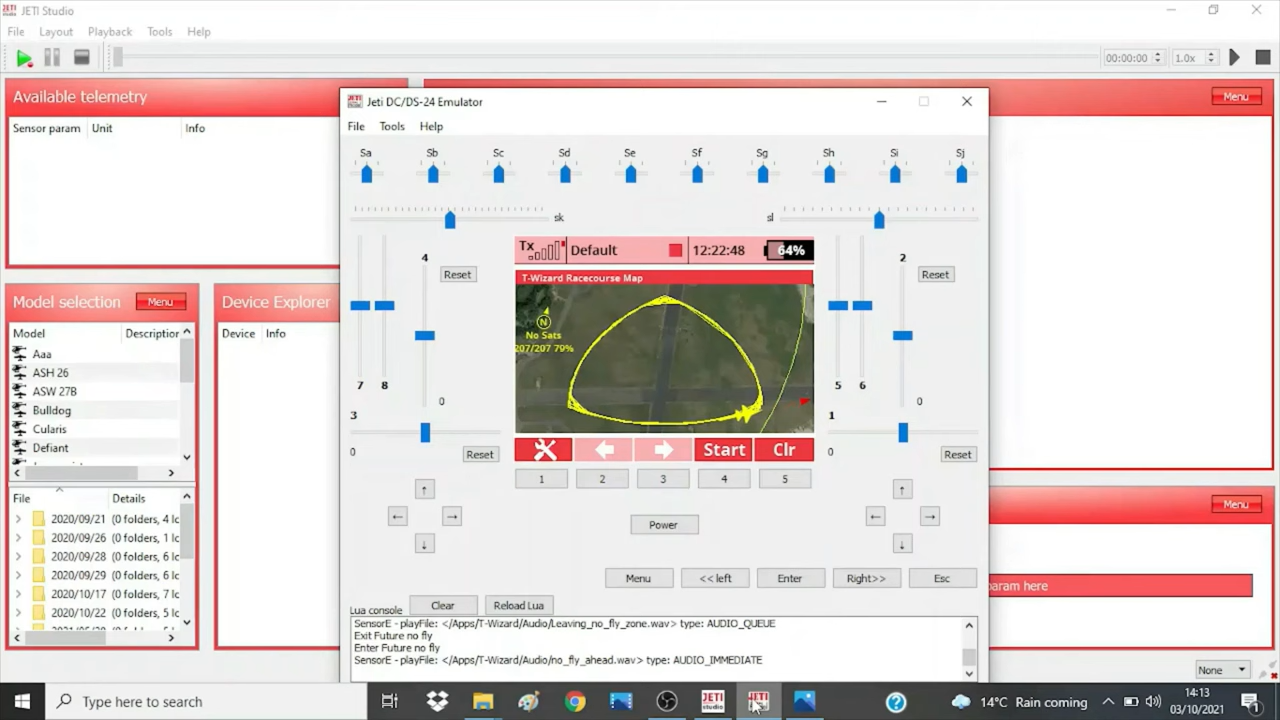 JETI Studio
File Layout Playback Tools Help
00:00:00 1.0x
Available telemetry
Menu
Sensor param Unit Info
Jeti DC/DS-24 Emulator
File Tools Help
Sa Sb Sc Sd Se Sf Sg Sh Si Sj
sk sl
Tx Default 12:22:48 64%
4 Reset 2 Reset
T-Wizard Racecourse Map
N
No Sats
207/207 79%
Model selection Menu
Device Explorer
Model Description
Device Info
Aaa
ASH 26
ASW 27B
Bulldog
Cularis
Defiant
7 8 5 6
0 0
3 1
0 Reset 0 Reset
Start Clr
1 2 3 4 5
Power
Menu
File Details
2020/09/21 (0 folders, 4 lc
2020/09/26 (0 folders, 1 lc
2020/09/28 (0 folders, 6 lc
2020/09/29 (0 folders, 6 lc
2020/10/17 (0 folders, 7 lc
2020/10/22 (0 folders, 5 lc
Menu << left Enter Right>> Esc
param here
Lua console Clear Reload Lua
SensorE - playFile: </Apps/T-Wizard/Audio/Leaving_no_fly_zone.wav> type: AUDIO_QUEUE
Exit Future no fly
Enter Future no fly
SensorE - playFile: </Apps/T-Wizard/Audio/no_fly_ahead.wav> type: AUDIO_IMMEDIATE
None
Type here to search
JETI studio
JETI
14°C Rain coming
14:13
03/10/2021
1